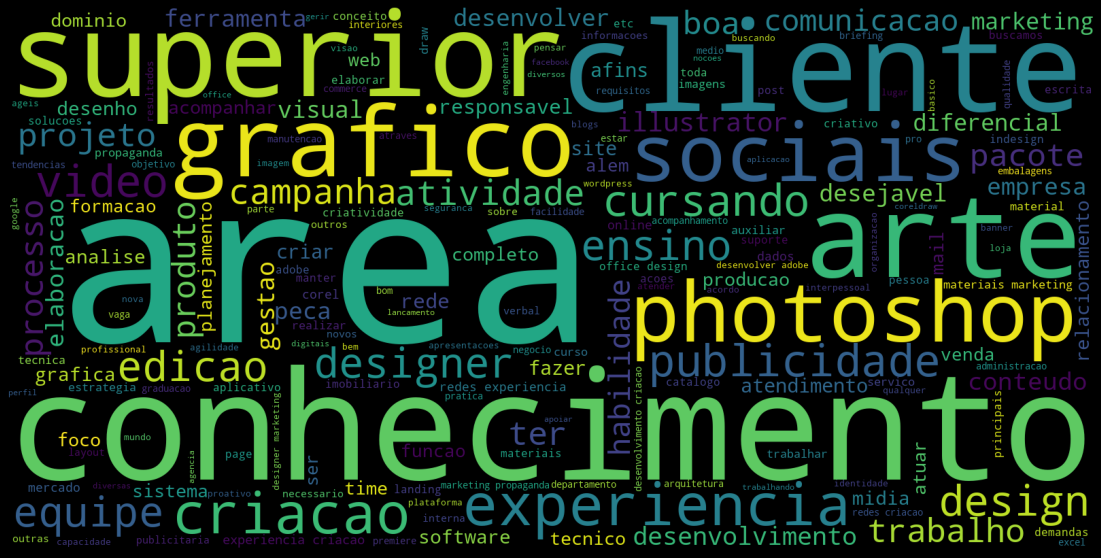 dominio
ferramenta
gerir
conceito
interiores
desenvolver
etc
boa
comunicacao
marketing
superior
cliente
visao
web
draw
engenharia
informacoes
buscando
briefing
buscamos
pensar
medio
nocoes
facebook
diversos
afins
toda
imagens
requisitos
post
lugar
basico
qualidade
escrita
ageis
resultados
office
elaborar
commerce
desenho
acompanhar
visual
responsavel
solucoes
projeto
propaganda
tendencias
objetivo
grafico
manutencao
atraves
imagem
blogs
estar
site
alem
illustrator
criativo
diferencial
sociais
aplicacao
pro
indesign
pacote
embalagens
empresa
video
campanha
atividade
wordpress
cursando
desejavel
material
formacao
processo
elaboracao
google
analise
produto
planejamento
parte
outros
criatividade
seguranca
sobre
facilidade
acompanhamento
online
auxiliar
suporte
dados
coreldraw
banner
loja
organizacao
mail
relacionamento
area
arte
criar
adobe
manter
completo
ensino
office design
desenvolver adobe
acoes
atender
acordo
interpessoal
producao
pessoa
materiais marketing
nova
vaga
gestao
peca
corel
bom
lancamento
rede
verbal
realizar
novos
digitais
bem
apresentacoes
negocio
curso
habilidade
photoshop
profissional
agilidade
tecnica
grafica
edicao
designer
fazer
publicidade
venda
administracao
perfil
estrategia
graduacao
aplicativo
imobiliario
redes experiencia
pratica
catalogo
atendimento
servico
qualquer
conteudo
conhecimento
foco
mundo
layout
page
agencia
designer marketing
ser
funcao
ter
apoiar
materiais
desenvolvimento criacao
trabalhar
atuar
principais
mercado
diversas
sistema
proativo
necessario
time
landing
plataforma
marketing propaganda
departamento
arquitetura
trabalhando
identidade
midia
redes criacao
design
equipe
criacao
interna
experiencia
outras
capacidade
publicitaria
experiencia criacao
premiere
software
tecnico
desenvolvimento
trabalho
demandas
excel